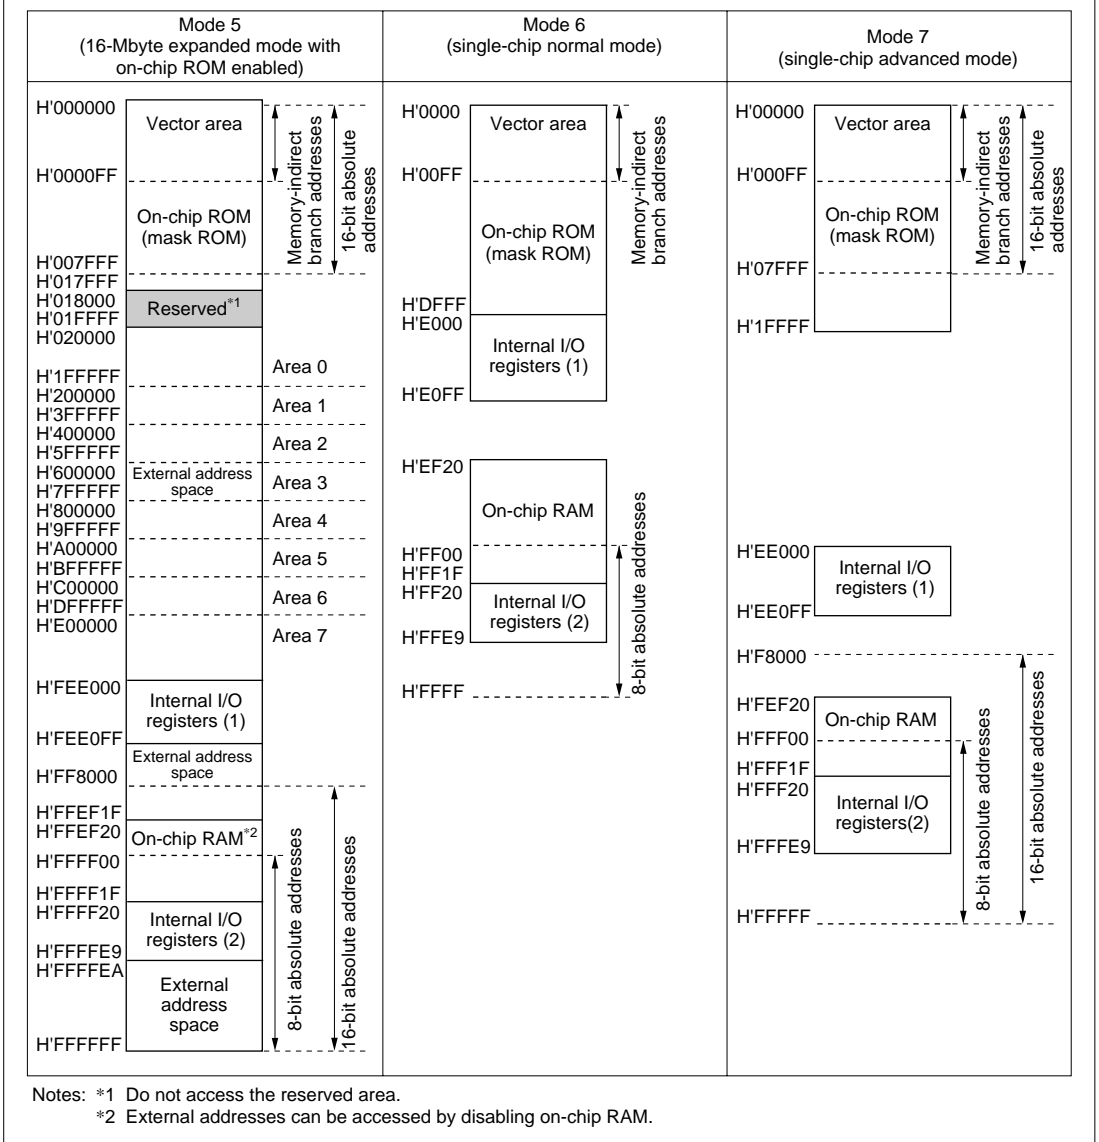 Mode 5
(16-Mbyte expanded mode with
on-chip ROM enabled)
H'000000
Vector area
H'0000FF
On-chip ROM
(mask ROM)
H'007FFF
H'017FFF
H'018000
Reserved*1
H'01FFFF
H'020000
H'1FFFFF
H'200000
H'3FFFFF
H'400000
H'5FFFFF
H'600000
H'7FFFFF
H'800000
H'9FFFFF
H'A00000
H'BFFFFF
H'C00000
H'DFFFFF
H'E00000
External address
space
Area 0
Area 1
Area 2
Area 3
Area 4
Area 5
Area 6
Area 7
H'FEE000
Internal I/O
registers (1)
H'FEE0FF
External address
space
H'FF8000
H'FFEF1F
H'FFEF20
On-chip RAM*2
H'FFFF00
H'FFFF1F
H'FFFF20
Internal I/O
registers (2)
H'FFFFE9
H'FFFFEA
External
address
space
H'FFFFFF
Memory-indirect
branch addresses
16-bit absolute
addresses
8-bit absolute addresses
16-bit absolute addresses
Mode 6
(single-chip normal mode)
H'0000
Vector area
H'00FF
On-chip ROM
(mask ROM)
H'DFFF
H'E000
Internal I/O
registers (1)
H'E0FF
H'EF20
On-chip RAM
H'FF00
H'FF1F
H'FF20
Internal I/O
registers (2)
H'FFE9
H'FFFF
Memory-indirect
branch addresses
8-bit absolute addresses
Mode 7
(single-chip advanced mode)
H'00000
Vector area
H'000FF
On-chip ROM
(mask ROM)
H'07FFF
H'1FFFF
H'EE000
Internal I/O
registers (1)
H'EE0FF
H'F8000
H'FEF20
On-chip RAM
H'FFF00
H'FFF1F
H'FFF20
Internal I/O
registers(2)
H'FFFE9
H'FFFFF
Memory-indirect
branch addresses
16-bit absolute
addresses
8-bit absolute addresses
16-bit absolute addresses
Notes: *1 Do not access the reserved area.
*2 External addresses can be accessed by disabling on-chip RAM.